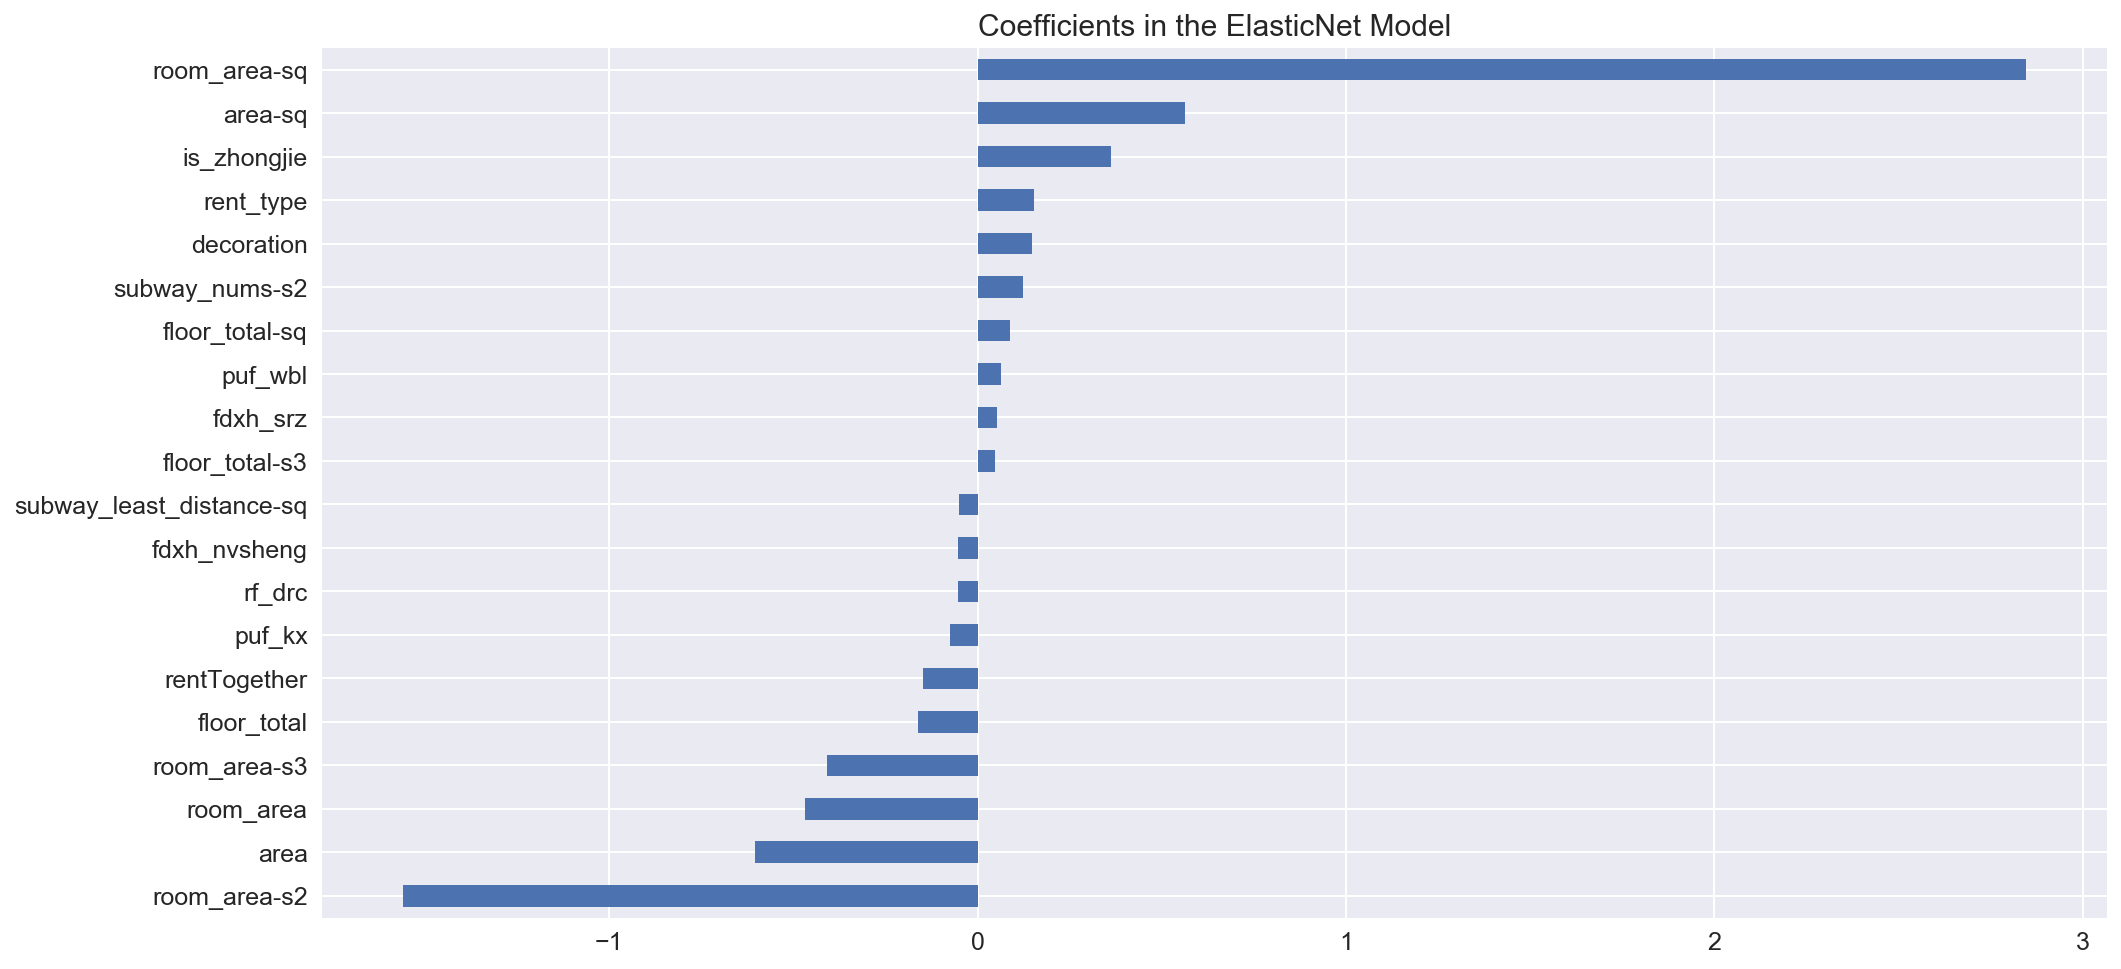 Coefficients in the ElasticNet Model
room_area-sq
area-sq
is_zhongjie
rent_type
decoration
subway_nums-s2
floor_total-sq
puf_wbl
fdxh_srz
floor_total-s3
subway_least_distance-sq
fdxh_nvsheng
rf_drc
puf_kx
rentTogether
floor_total
room_area-s3
room_area
area
room_area-s2
−1 0 1 2 3